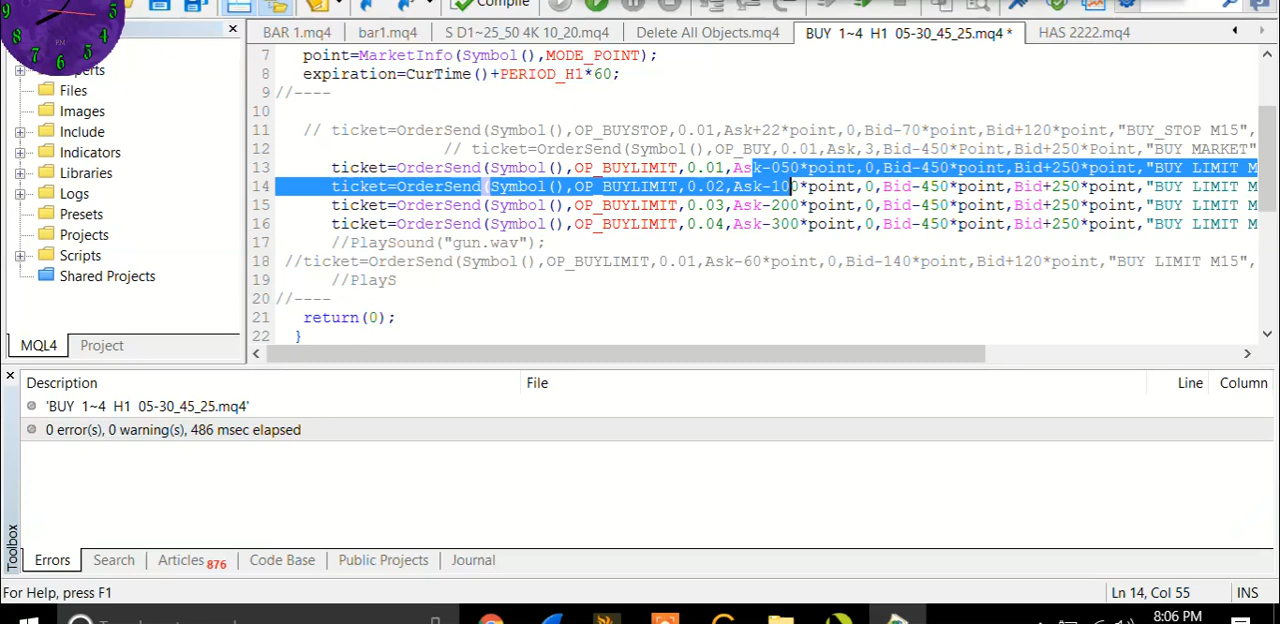 Compile
BAR 1.mq4
bar1.mq4
S D1~25_50 4K 10_20.mq4
Delete All Objects.mq4
BUY 1~4 H1 05-30_45_25.mq4 *
HAS 2222.mq4
9
8
7
6
5
4
PM
Files
Images
Include
Indicators
Libraries
Logs
Presets
Projects
Scripts
Shared Projects
MQL4
Project
7 point=MarketInfo(Symbol(),MODE_POINT);
8 expiration=CurTime()+PERIOD_H1*60;
9 //----
10
11 // ticket=OrderSend(Symbol(),OP_BUYSTOP,0.01,Ask+22*point,0,Bid-70*point,Bid+120*point,"BUY_STOP M15",
12 // ticket=OrderSend(Symbol(),OP_BUY,0.01,Ask,3,Bid-450*Point,Bid+250*Point,"BUY MARKET"
13 ticket=OrderSend(Symbol(),OP_BUYLIMIT,0.01,Ask-050*point,0,Bid-450*point,Bid+250*point,"BUY LIMIT M
14 ticket=OrderSend(Symbol(),OP_BUYLIMIT,0.02,Ask-100*point,0,Bid-450*point,Bid+250*point,"BUY LIMIT M
15 ticket=OrderSend(Symbol(),OP_BUYLIMIT,0.03,Ask-200*point,0,Bid-450*point,Bid+250*point,"BUY LIMIT M
16 ticket=OrderSend(Symbol(),OP_BUYLIMIT,0.04,Ask-300*point,0,Bid-450*point,Bid+250*point,"BUY LIMIT M
17 //PlaySound("gun.wav");
18 //ticket=OrderSend(Symbol(),OP_BUYLIMIT,0.01,Ask-60*point,0,Bid-140*point,Bid+120*point,"BUY LIMIT M15",
19 //PlayS
20 //----
21 return(0);
22 }
Description File Line Column
'BUY 1~4 H1 05-30_45_25.mq4'
0 error(s), 0 warning(s), 486 msec elapsed
Toolbox
Errors Search Articles 876 Code Base Public Projects Journal
For Help, press F1 Ln 14, Col 55 INS
8:06 PM